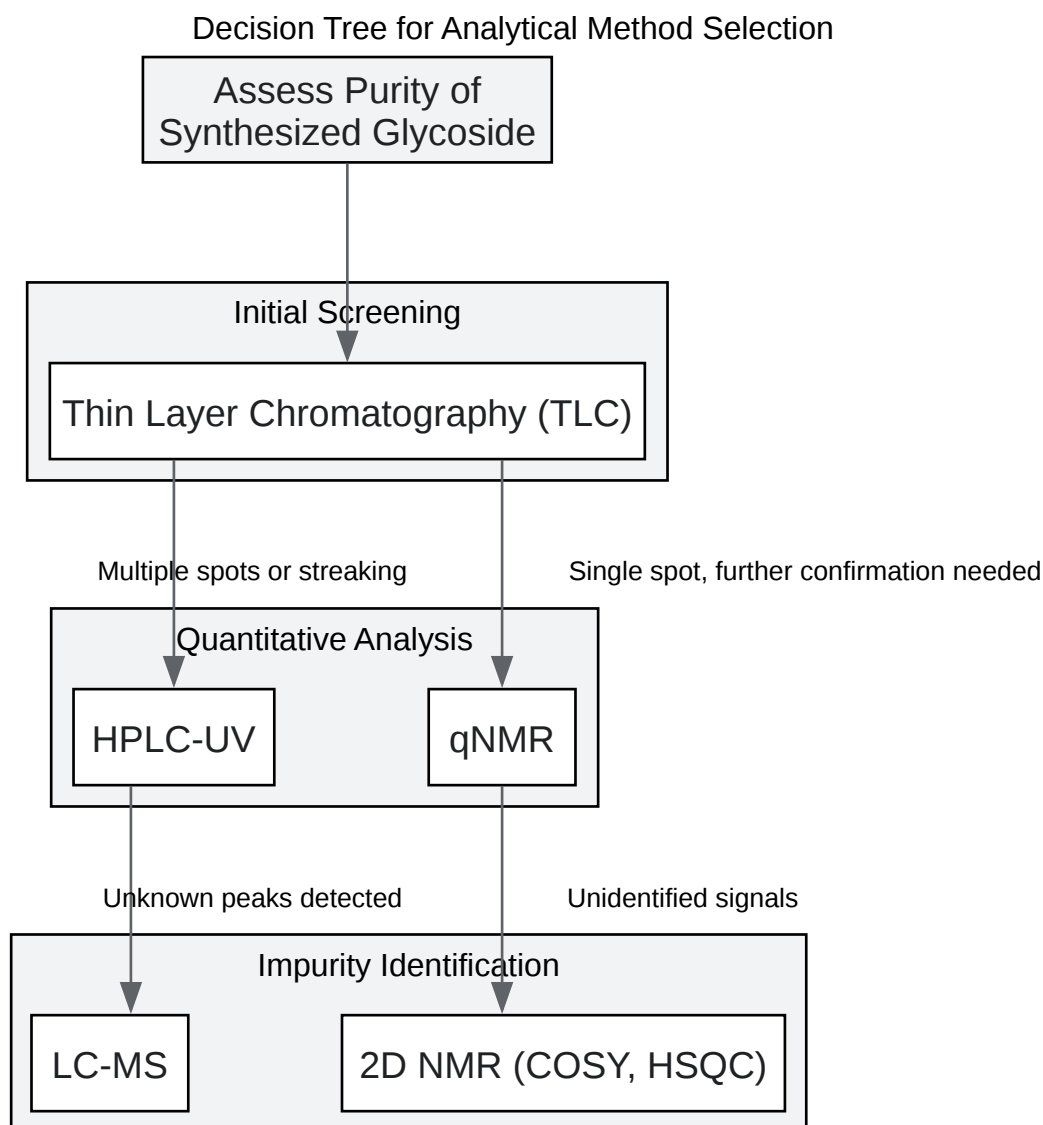 Decision Tree for Analytical Method Selection
Assess Purity of
Synthesized Glycoside
Initial Screening
Thin Layer Chromatography (TLC)
Multiple spots or streaking
Single spot, further confirmation needed
Quantitative Analysis
HPLC-UV
qNMR
Unknown peaks detected
Unidentified signals
Impurity Identification
LC-MS
2D NMR (COSY, HSQC)